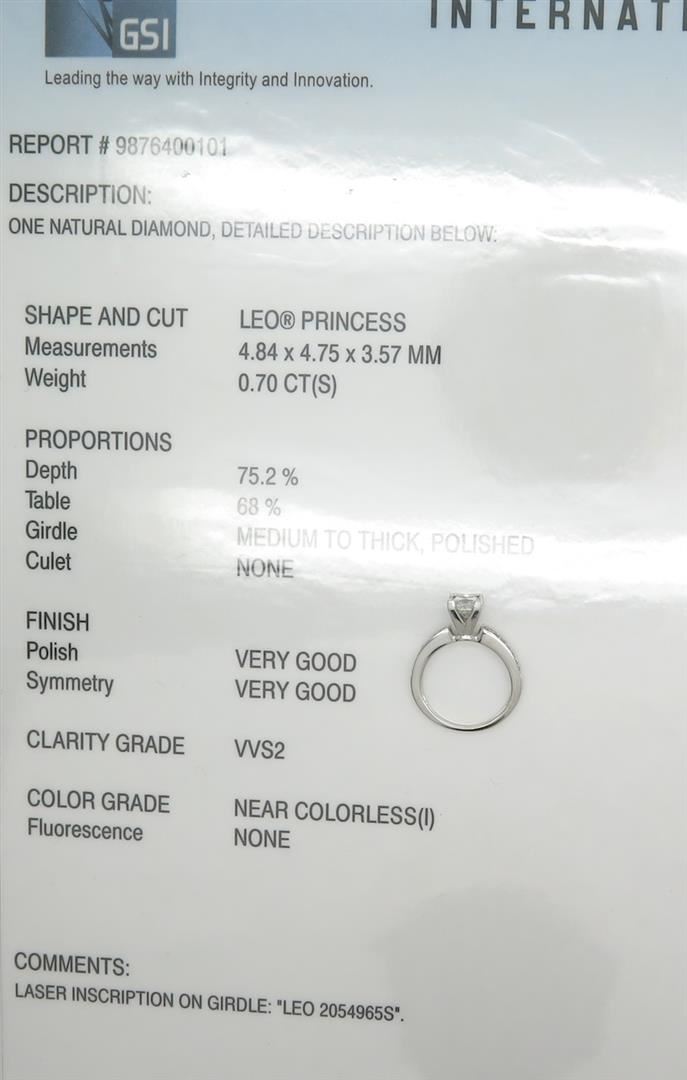 GSI
INTERNATI
Leading the way with Integrity and Innovation.
REPORT # 9876400101
DESCRIPTION:
ONE NATURAL DIAMOND, DETAILED DESCRIPTION BELOW:
SHAPE AND CUT LEO® PRINCESS
Measurements 4.84 x 4.75 x 3.57 MM
Weight 0.70 CT(S)
PROPORTIONS
Depth 75.2 %
Table 68 %
Girdle MEDIUM TO THICK, POLISHED
Culet NONE
FINISH
Polish VERY GOOD
Symmetry VERY GOOD
CLARITY GRADE VVS2
COLOR GRADE NEAR COLORLESS(I)
Fluorescence NONE
COMMENTS:
LASER INSCRIPTION ON GIRDLE: "LEO 2054965S".